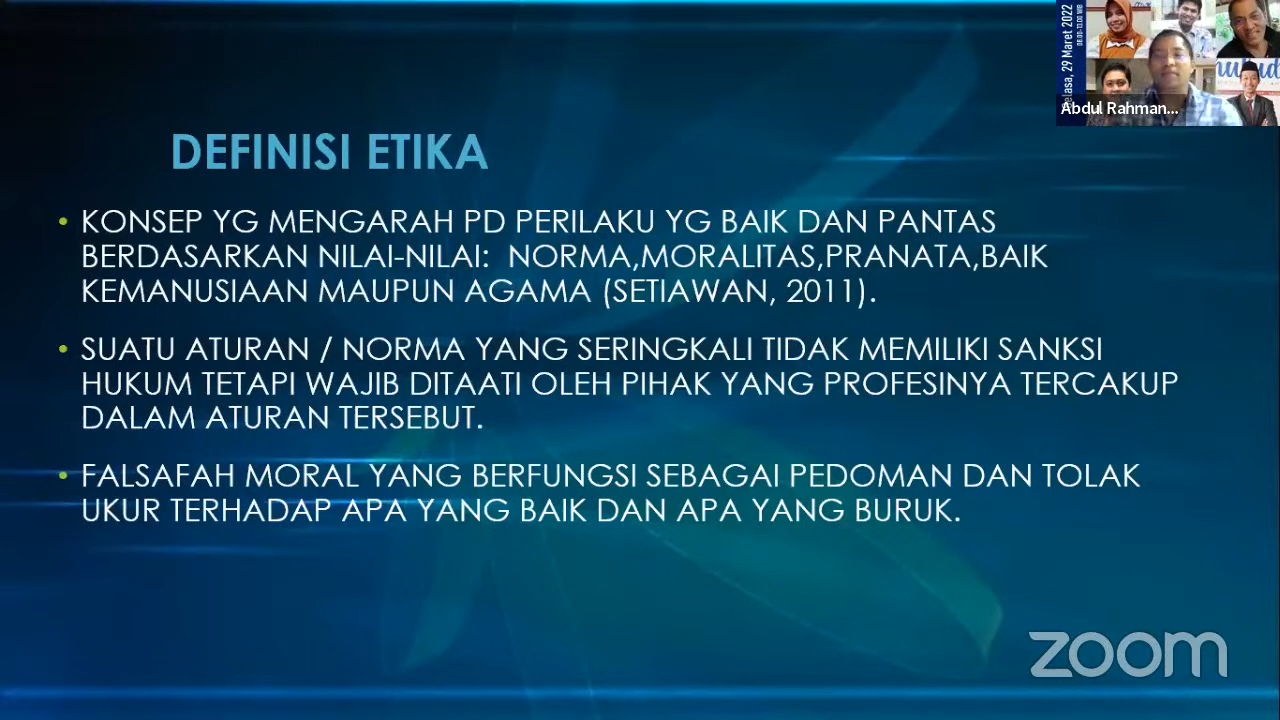 Selasa, 29 Maret 2022
Abdul Rahman...
DEFINISI ETIKA
• KONSEP YG MENGARAH PD PERILAKU YG BAIK DAN PANTAS
BERDASARKAN NILAI-NILAI: NORMA,MORALITAS,PRANATA,BAIK
KEMANUSIAAN MAUPUN AGAMA (SETIAWAN, 2011).
• SUATU ATURAN / NORMA YANG SERINGKALI TIDAK MEMILIKI SANKSI
HUKUM TETAPI WAJIB DITAATI OLEH PIHAK YANG PROFESINYA TERCAKUP
DALAM ATURAN TERSEBUT.
• FALSAFAH MORAL YANG BERFUNGSI SEBAGAI PEDOMAN DAN TOLAK
UKUR TERHADAP APA YANG BAIK DAN APA YANG BURUK.
zoom